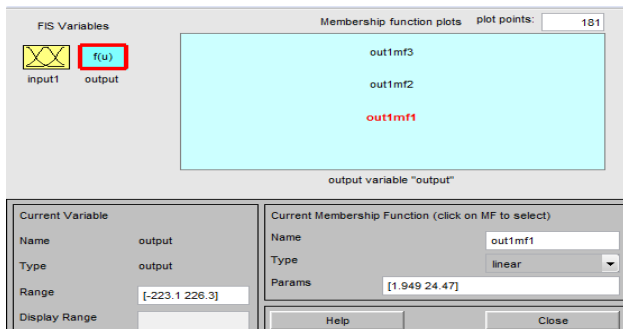 FIS Variables
Membership function plots
plot points:
181
f(u)
input1
output
out1mf3
out1mf2
out1mf1
output variable "output"
Current Variable
Name
output
Type
output
Range
[-223.1 226.3]
Display Range
Current Membership Function (click on MF to select)
Name
out1mf1
Type
linear
Params
[1.949 24.47]
Help
Close